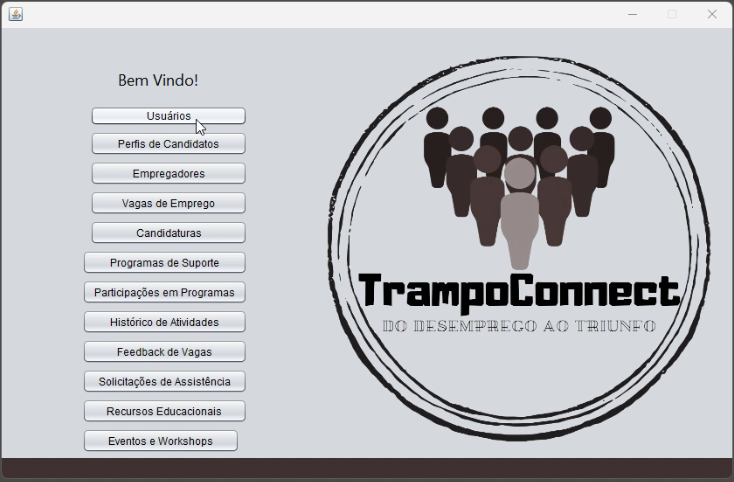 Bem Vindo!
Usuários
Perfis de Candidatos
Empregadores
Vagas de Emprego
Candidaturas
Programas de Suporte
Participações em Programas
Histórico de Atividades
Feedback de Vagas
Solicitações de Assistência
Recursos Educacionais
Eventos e Workshops
TrampoConnect
DO DESEMPREGO AO TRIUNFO